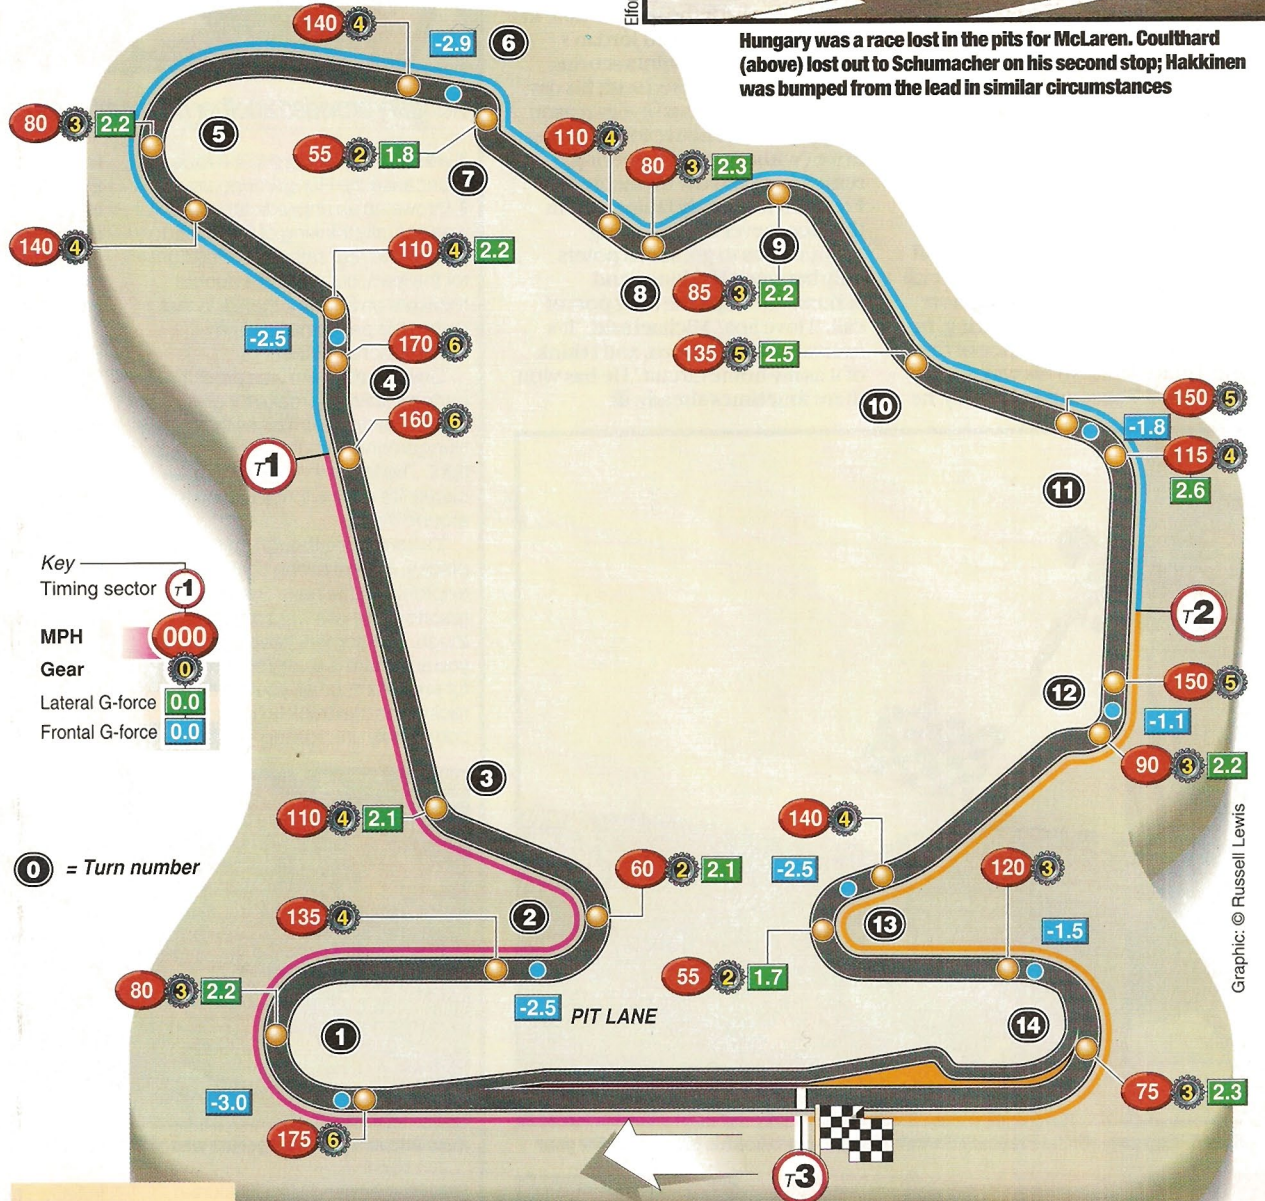 Elfo
Hungary was a race lost in the pits for McLaren. Coulthard
(above) lost out to Schumacher on his second stop; Hakkinen
was bumped from the lead in similar circumstances
140 4
-2.9
6
80 3 2.2
5
55 2 1.8
7
110 4
80 3 2.3
140 4
110 4 2.2
9
8
85 3 2.2
-2.5
170 6
4
135 5 2.5
160 6
10
150 5
-1.8
T1
115 4
2.6
11
Key
Timing sector T1
MPH 000
Gear 0
Lateral G-force 0.0
Frontal G-force 0.0
T2
12
150 5
-1.1
90 3 2.2
3
110 4 2.1
140 4
0 = Turn number
60 2 2.1
-2.5
120 3
135 4
2
13
-1.5
80 3 2.2
55 2 1.7
-2.5
PIT LANE
1
14
-3.0
75 3 2.3
175 6
T3
Graphic: © Russell Lewis